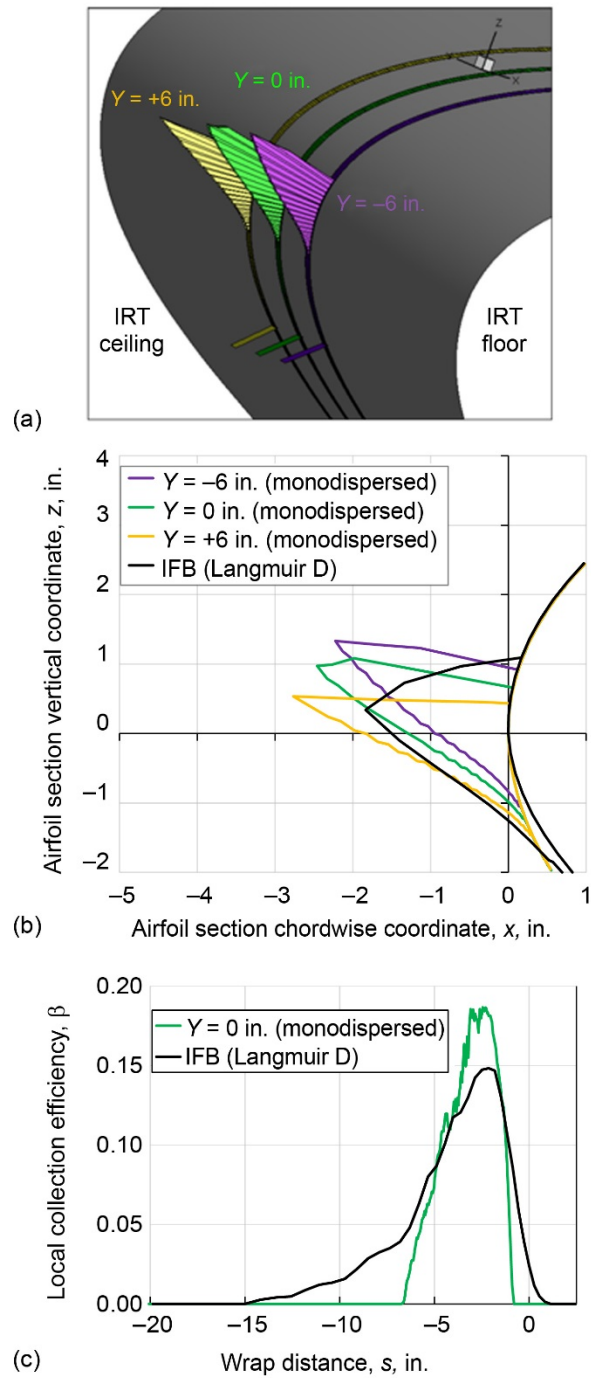 Y = +6 in.
Y = 0 in.
Y = –6 in.
z
y
x
IRT
ceiling
IRT
floor
(a)
Airfoil section vertical coordinate, z, in.
4
2
1
0
–1
–2
Y = –6 in. (monodispersed)
Y = 0 in. (monodispersed)
Y = +6 in. (monodispersed)
IFB (Langmuir D)
–5 –4 –3 –2 –1 0 1
Airfoil section chordwise coordinate, x, in.
(b)
Local collection efficiency, β
0.20
0.15
0.10
0.05
0.00
Y = 0 in. (monodispersed)
IFB (Langmuir D)
–20 –15 –10 –5 0
Wrap distance, s, in.
(c)